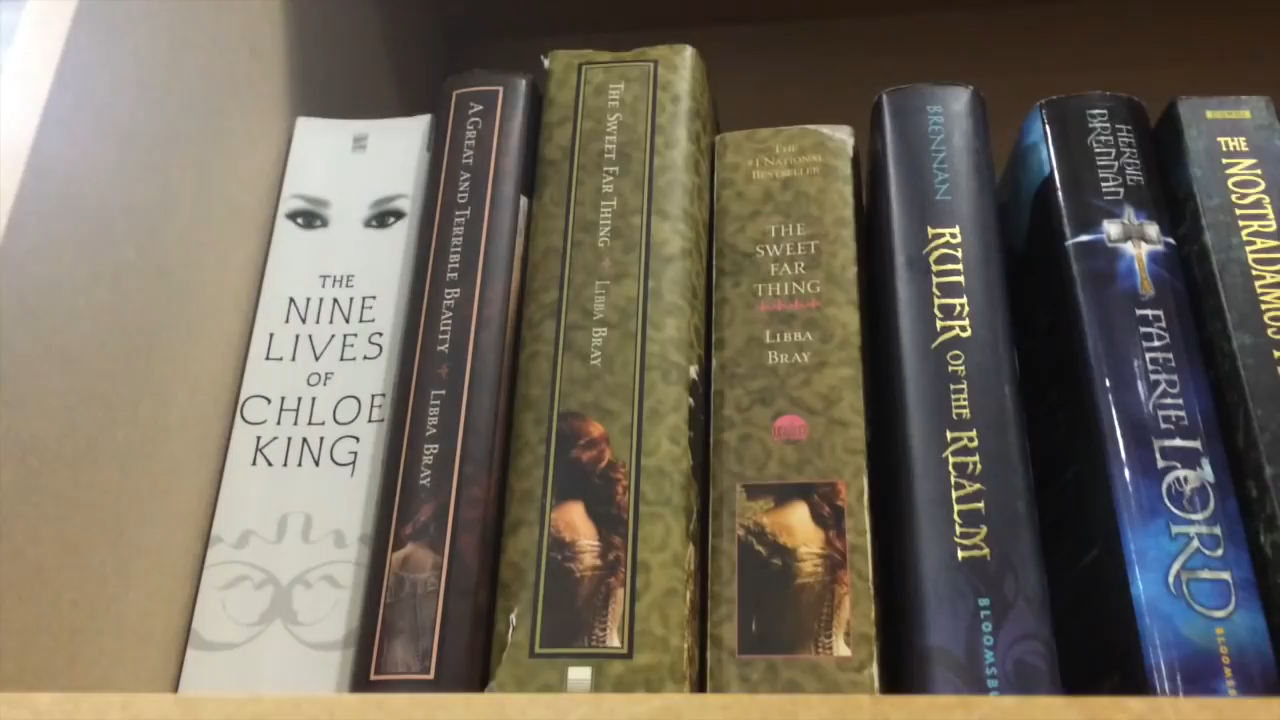 THE
NINE
LIVES
OF
CHLOE
KING
A GREAT AND TERRIBLE BEAUTY LIBBA BRAY
THE SWEET FAR THING LIBBA BRAY
THE
#1 NATIONAL
BESTSELLER
THE
SWEET
FAR
THING
LIBBA
BRAY
BRENNAN RULER OF THE REALM BLOOMSB
HERBIE
BRENNAN
FAERIE LORD BLOOMS
THE NOSTRADAMUS